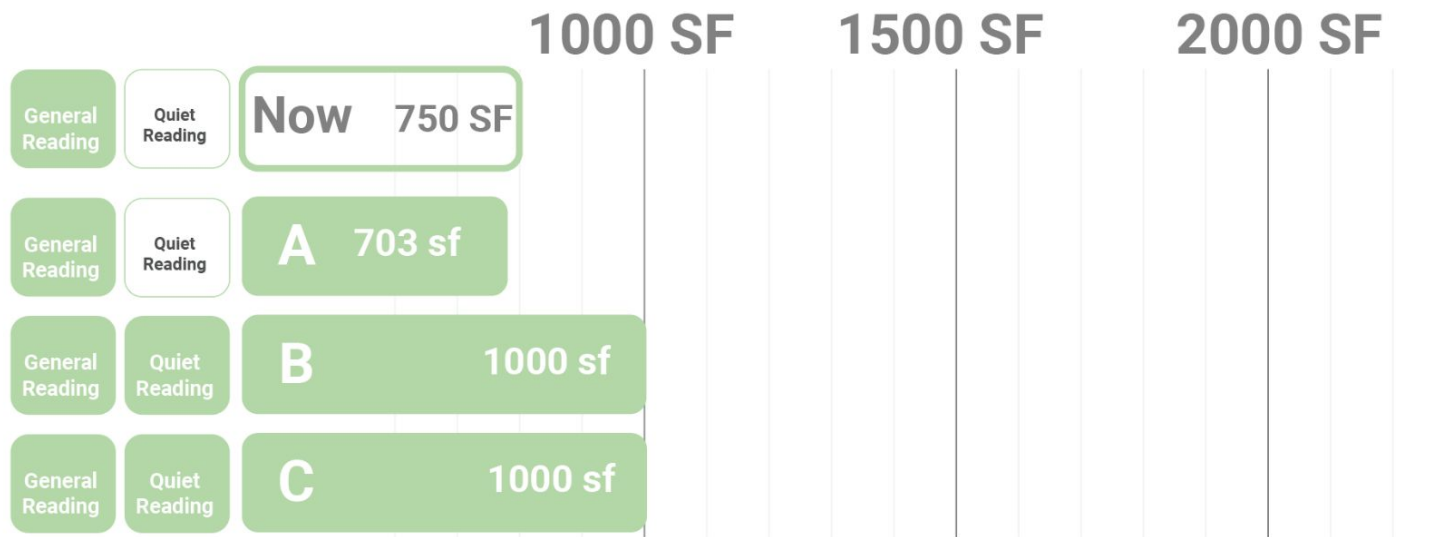 1000 SF 1500 SF 2000 SF
General
Reading
Quiet
Reading
Now 750 SF
General
Reading
Quiet
Reading
A 703 sf
General
Reading
Quiet
Reading
B 1000 sf
General
Reading
Quiet
Reading
C 1000 sf